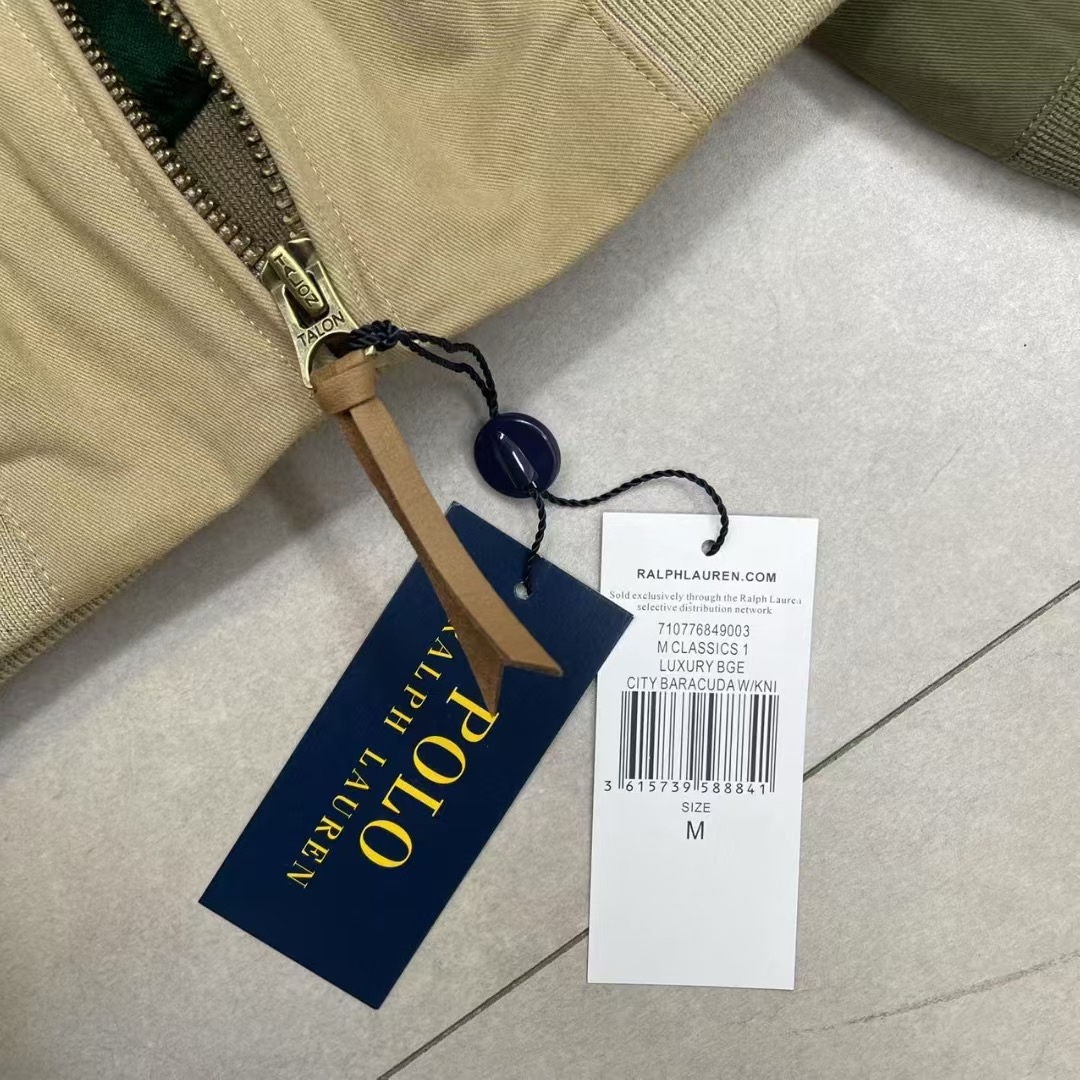 TALON
TALON
POLO
RALPH LAUREN
RALPHLAUREN.COM
Sold exclusively through the Ralph Lauren
selective distribution network
710776849003
M CLASSICS 1
LUXURY BGE
CITY BARACUDA W/KNI
3 615739 588841
SIZE
M